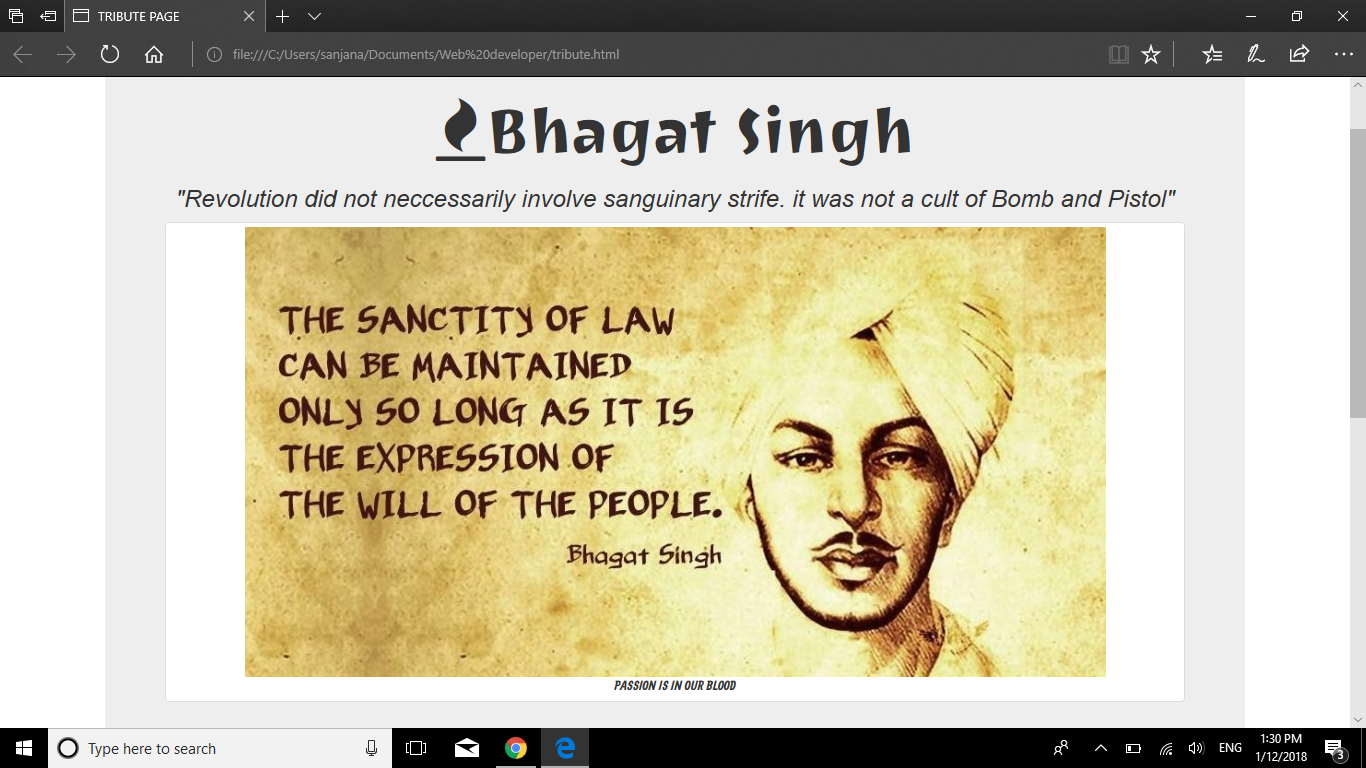 TRIBUTE PAGE
file:///C:/Users/sanjana/Documents/Web%20developer/tribute.html
Bhagat Singh
"Revolution did not neccessarily involve sanguinary strife. it was not a cult of Bomb and Pistol"
THE SANCTITY OF LAW
CAN BE MAINTAINED
ONLY SO LONG AS IT IS
THE EXPRESSION OF
THE WILL OF THE PEOPLE.
Bhagat Singh
PASSION IS IN OUR BLOOD
Type here to search
ENG
1:30 PM
1/12/2018
3